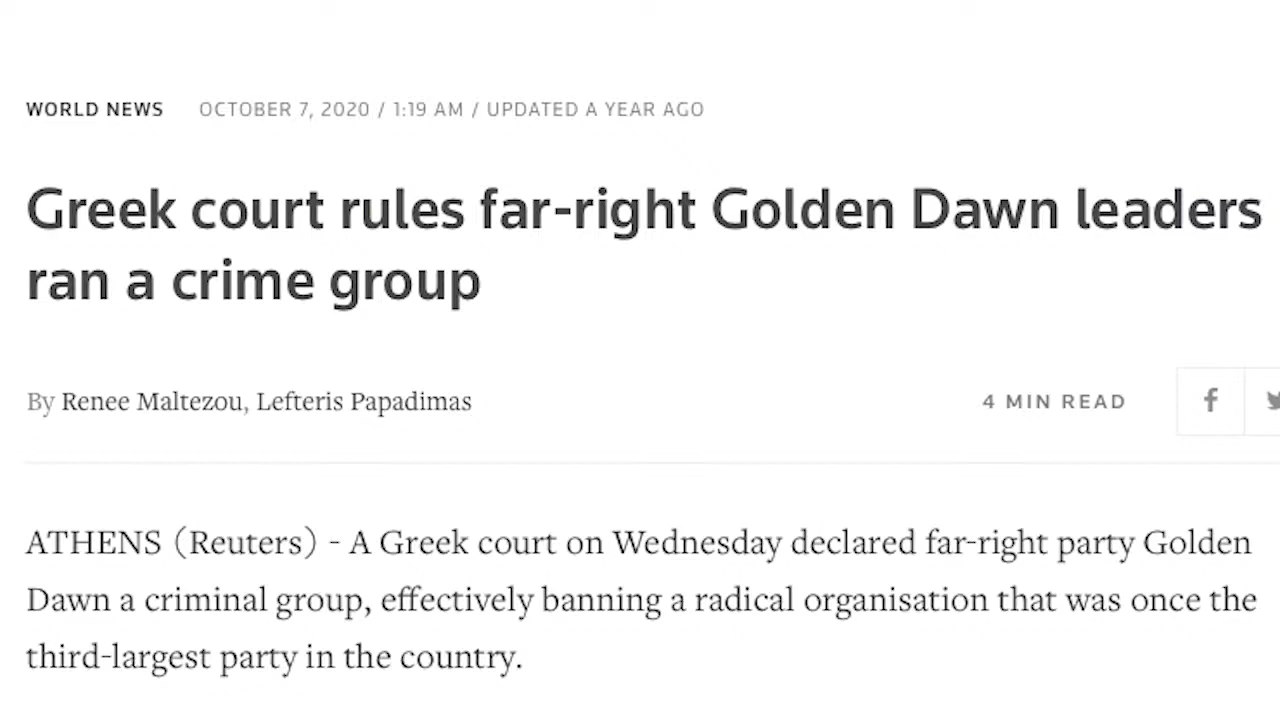 WORLD NEWS OCTOBER 7, 2020 / 1:19 AM / UPDATED A YEAR AGO
Greek court rules far-right Golden Dawn leaders
ran a crime group
By Renee Maltezou, Lefteris Papadimas 4 MIN READ
ATHENS (Reuters) - A Greek court on Wednesday declared far-right party Golden
Dawn a criminal group, effectively banning a radical organisation that was once the
third-largest party in the country.